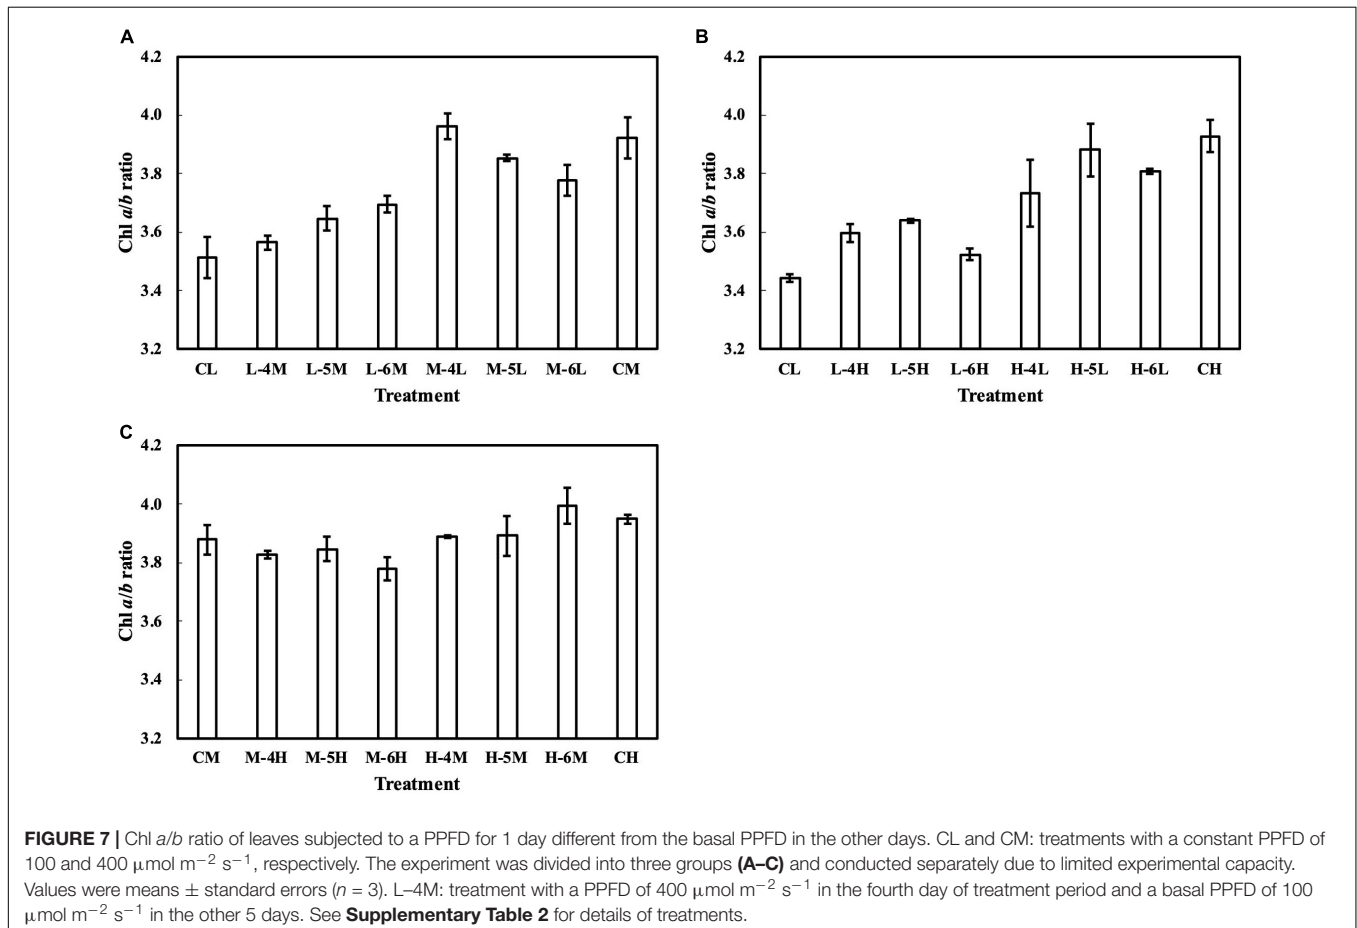 A
4.2
4.0
3.8
3.6
3.4
3.2
Chl a/b ratio
CL L-4M L-5M L-6M M-4L M-5L M-6L CM
Treatment
B
4.2
4.0
3.8
3.6
3.4
3.2
Chl a/b ratio
CL L-4H L-5H L-6H H-4L H-5L H-6L CH
Treatment
C
4.2
4.0
3.8
3.6
3.4
3.2
Chl a/b ratio
CM M-4H M-5H M-6H H-4M H-5M H-6M CH
Treatment
FIGURE 7 | Chl a/b ratio of leaves subjected to a PPFD for 1 day different from the basal PPFD in the other days. CL and CM: treatments with a constant PPFD of
100 and 400 μmol m−2 s−1, respectively. The experiment was divided into three groups (A–C) and conducted separately due to limited experimental capacity.
Values were means ± standard errors (n = 3). L–4M: treatment with a PPFD of 400 μmol m−2 s−1 in the fourth day of treatment period and a basal PPFD of 100
μmol m−2 s−1 in the other 5 days. See Supplementary Table 2 for details of treatments.